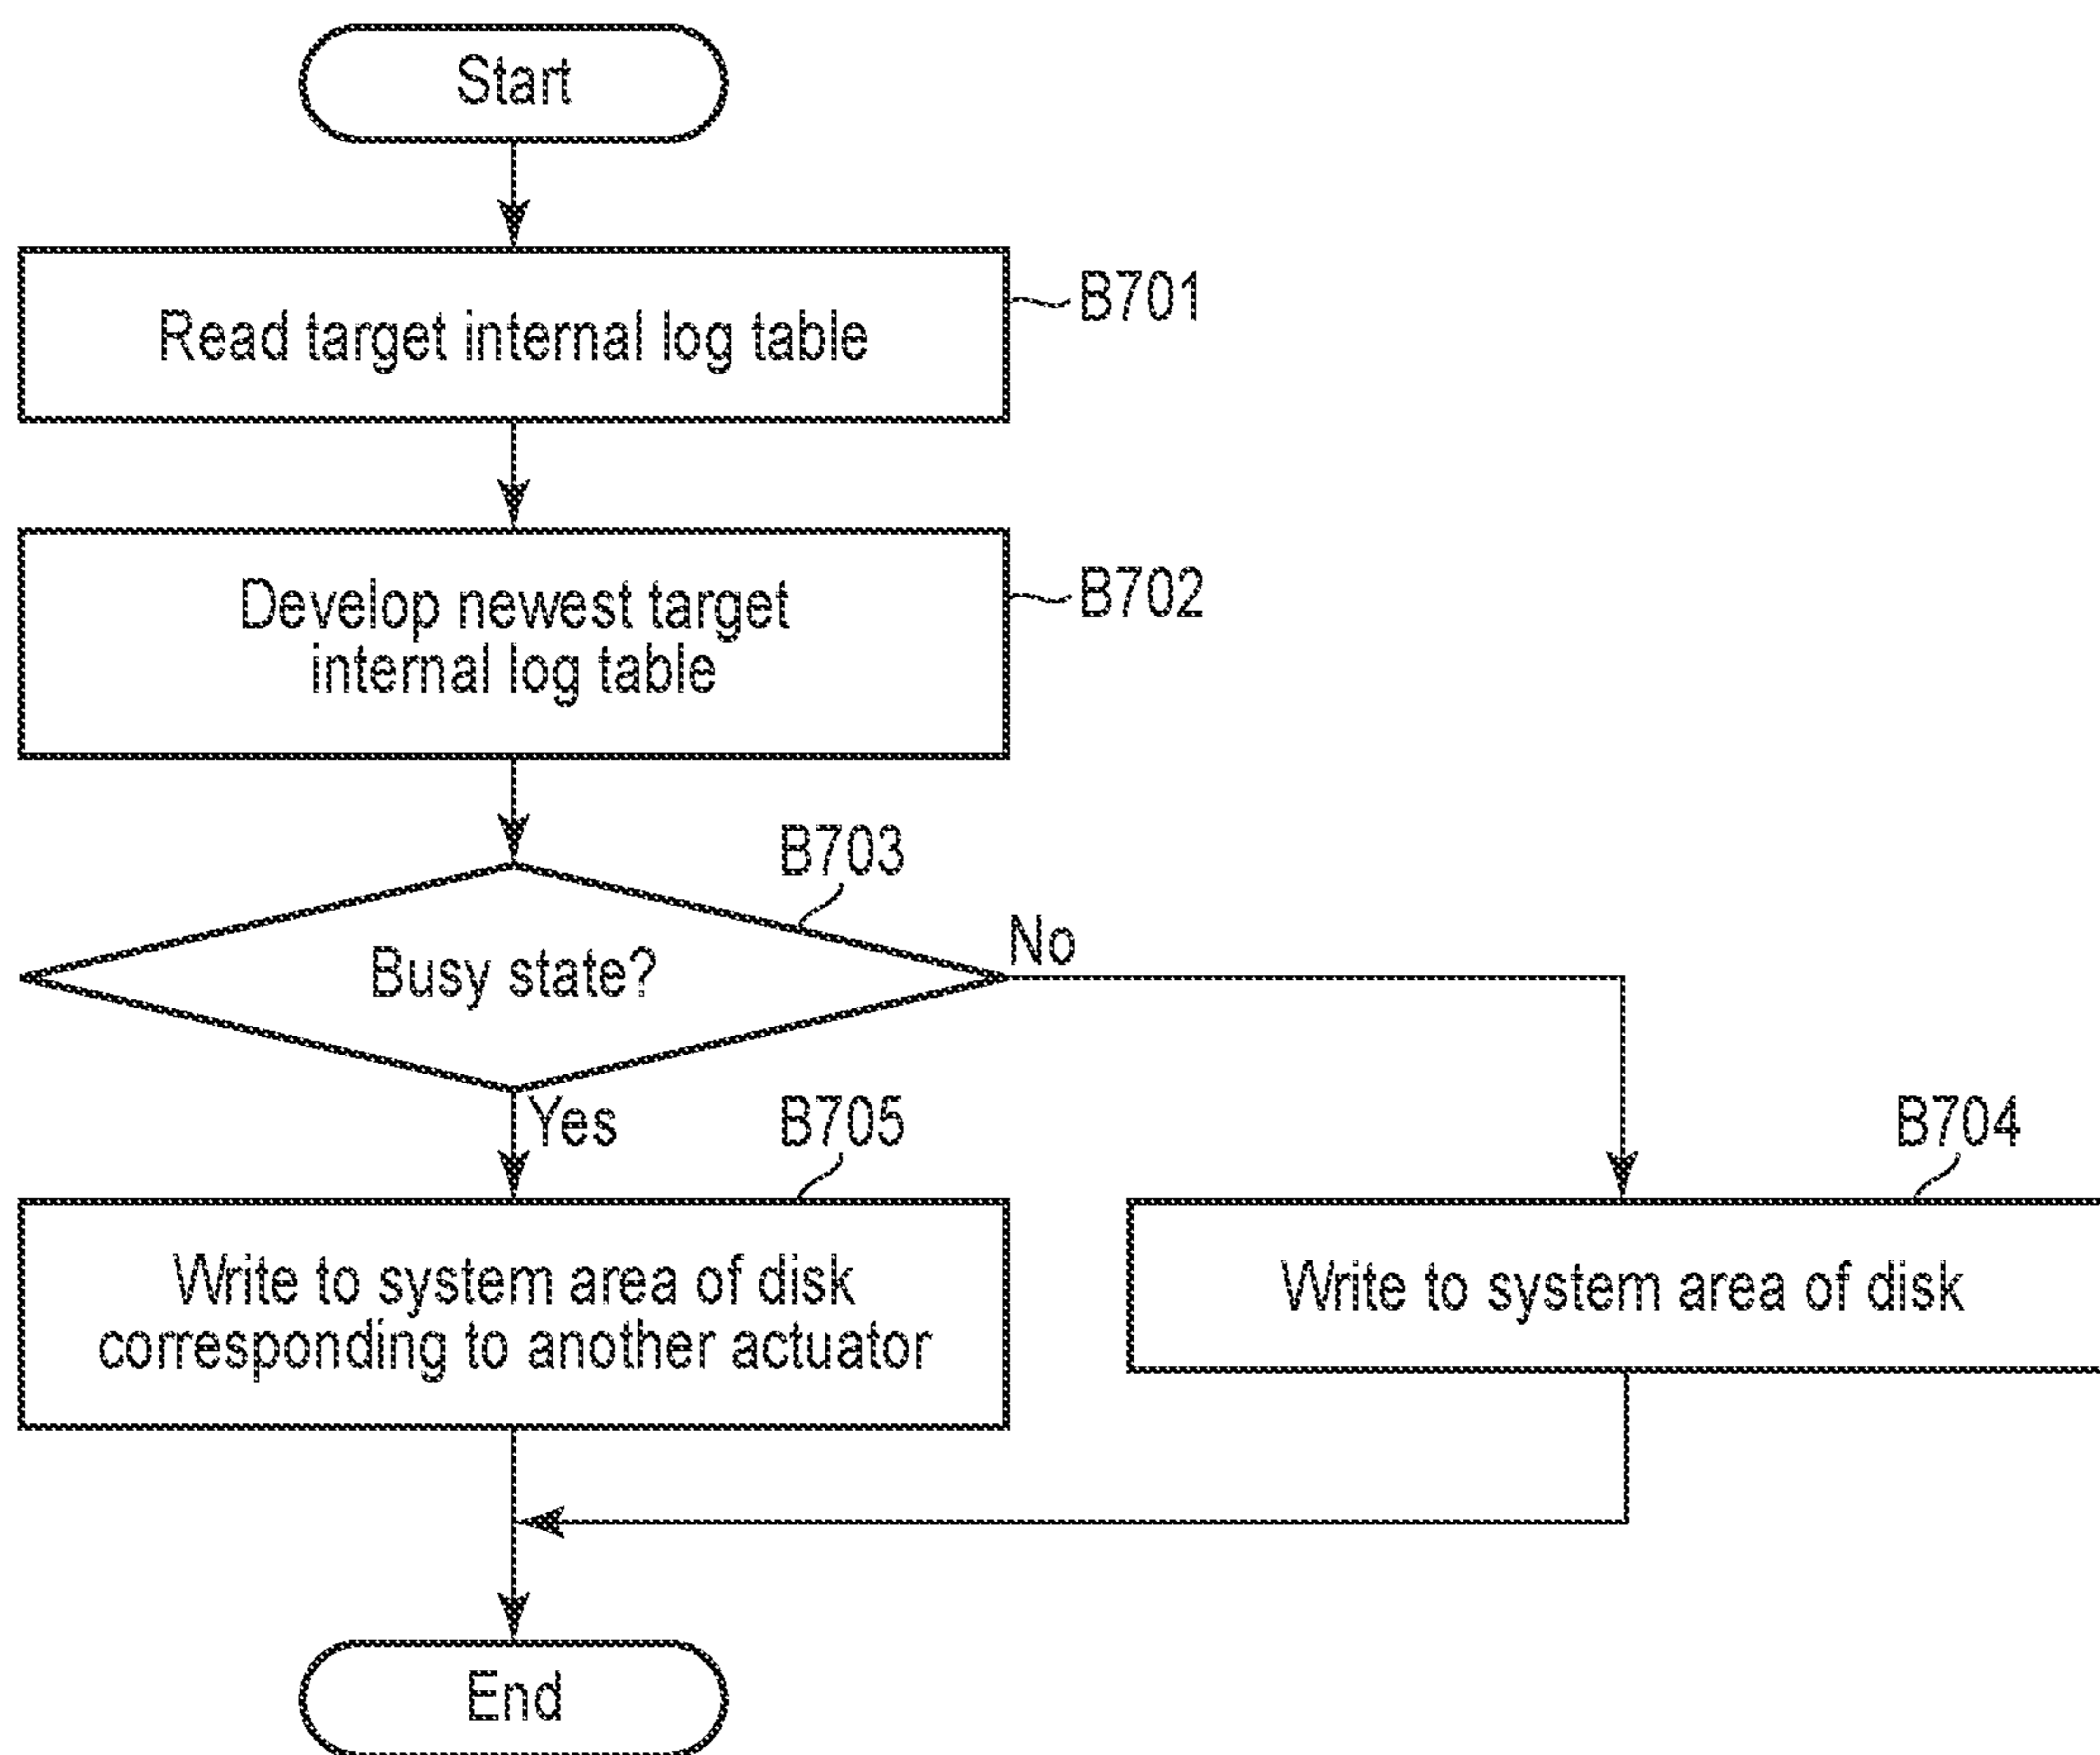 Start
Read target internal log table
B701
Develop newest target
internal log table
B702
B703
Busy state?
No
Yes
B705
B704
Write to system area of disk
corresponding to another actuator
Write to system area of disk
End